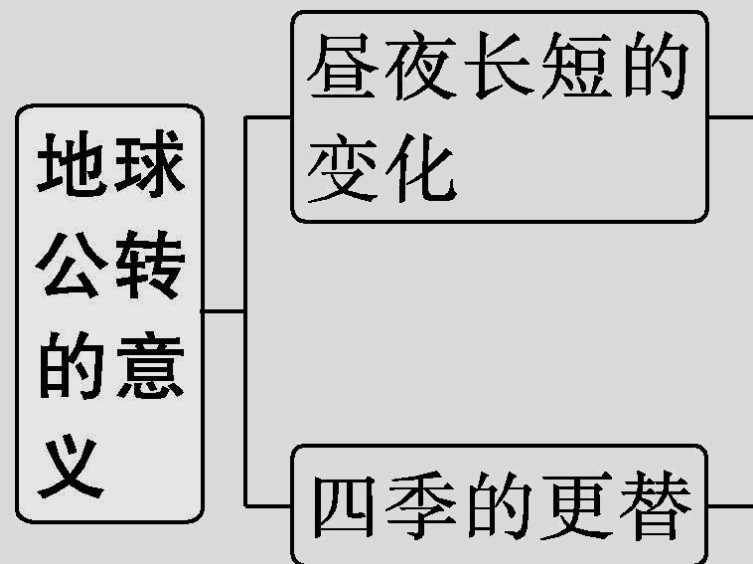 地球
公转
的意
义
昼夜长短的
变化
四季的更替